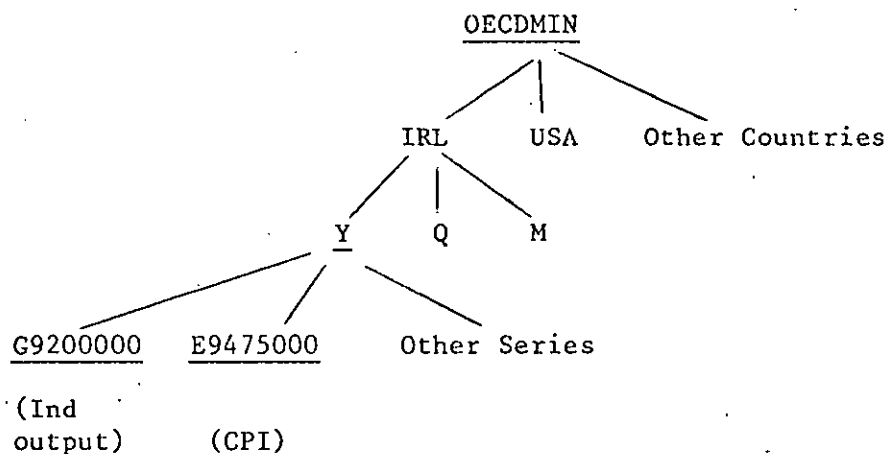 OECDMIN
IRL USA Other Countries
Y Q M
G9200000 E9475000 Other Series
(Ind
output) (CPI)